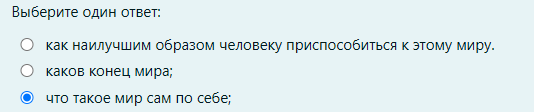 Выберите один ответ:
как наилучшим образом человеку приспособиться к этому миру.
каков конец мира;
что такое мир сам по себе;